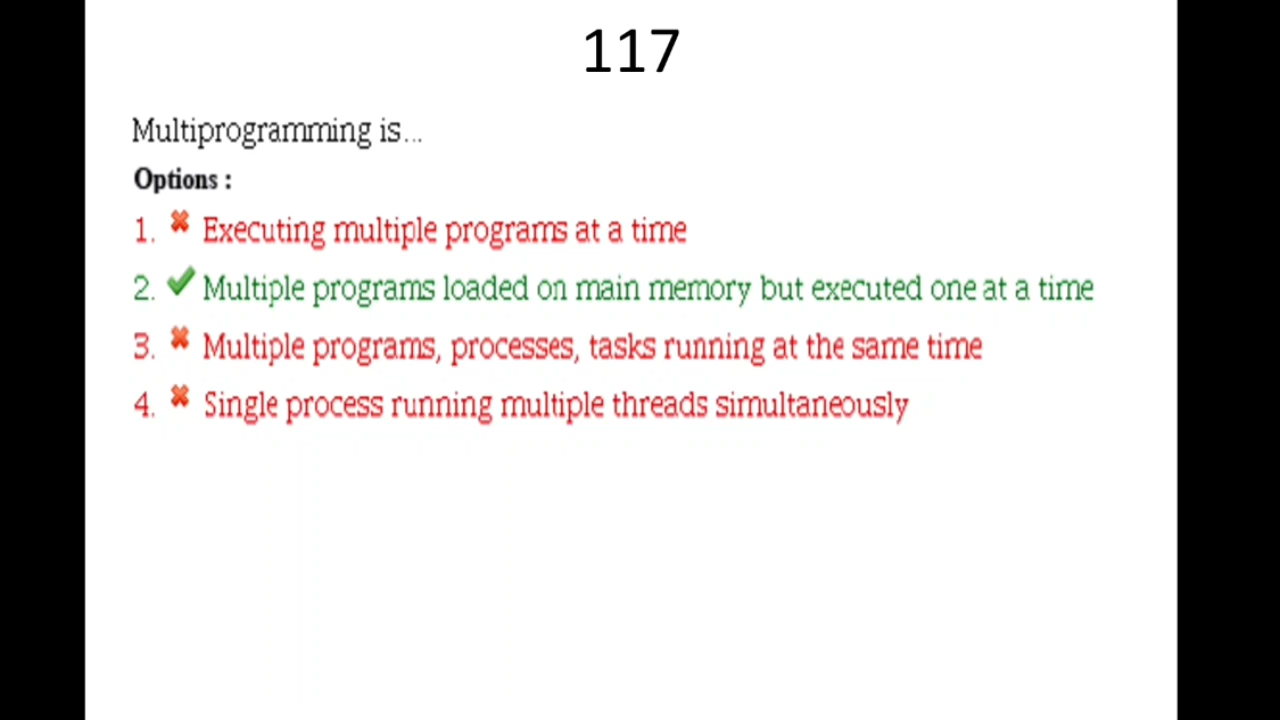 117
Multiprogramming is...
Options :
1. Executing multiple programs at a time
2. Multiple programs loaded on main memory but executed one at a time
3. Multiple programs, processes, tasks running at the same time
4. Single process running multiple threads simultaneously